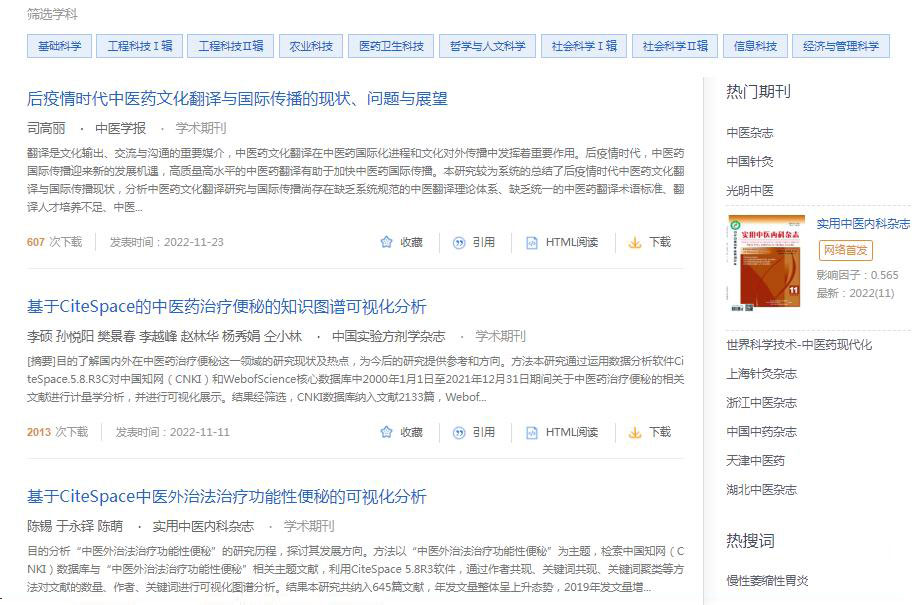 筛选学科
基础科学 工程科技Ⅰ辑 工程科技Ⅱ辑 农业科技 医药卫生科技 哲学与人文科学 社会科学Ⅰ辑 社会科学Ⅱ辑 信息科技 经济与管理科学
后疫情时代中医药文化翻译与国际传播的现状、问题与展望
司高丽 · 中医学报 · 学术期刊
翻译是文化输出、交流与沟通的重要媒介，中医药文化翻译在中医药国际化进程和文化对外传播中发挥着重要作用。后疫情时代，中医药
国际传播迎来新的发展机遇，高质量高水平的中医药翻译有助于加快中医药国际传播。本研究较为系统的总结了后疫情时代中医药文化翻
译与国际传播现状，分析中医药文化翻译研究与国际传播尚存在缺乏系统规范的中医翻译理论体系、缺乏统一的中医药翻译术语标准、翻
译人才培养不足、中医...
607 次下载 发表时间：2022-11-23 收藏 引用 HTML阅读 下载
基于CiteSpace的中医药治疗便秘的知识图谱可视化分析
李硕 孙悦阳 樊景春 李越峰 赵林华 杨秀娟 仝小林 · 中国实验方剂学杂志 · 学术期刊
[摘要]目的了解国内外在中医药治疗便秘这一领域的研究现状及热点，为今后的研究提供参考和方向。方法本研究通过运用数据分析软件Ci
teSpace.5.8.R3C对中国知网（CNKI）和WebofScience核心数据库中2000年1月1日至2021年12月31日期间关于中医药治疗便秘的相关
文献进行计量学分析，并进行可视化展示。结果经筛选，CNKI数据库纳入文献2133篇，Webof...
2013 次下载 发表时间：2022-11-11 收藏 引用 HTML阅读 下载
基于CiteSpace中医外治法治疗功能性便秘的可视化分析
陈锡 于永铎 陈萌 · 实用中医内科杂志 · 学术期刊
目的分析“中医外治法治疗功能性便秘”的研究历程，探讨其发展方向。方法以“中医外治法治疗功能性便秘”为主题，检索中国知网（C
NKI）数据库与“中医外治法治疗功能性便秘”相关主题文献，利用CiteSpace 5.8R3软件，通过作者共现、关键词共现、关键词聚类等方
法对文献的数量、作者、关键词进行可视化图谱分析。结果本研究共纳入645篇文献，年发文量整体呈上升态势，2019年发文量增...
热门期刊
中医杂志
中国针灸
光明中医
实用中医内科杂志
11
实用中医内科杂志
网络首发
影响因子：0.565
最新：2022(11)
世界科学技术-中医药现代化
上海针灸杂志
浙江中医杂志
中国中药杂志
天津中医药
湖北中医杂志
热搜词
慢性萎缩性胃炎